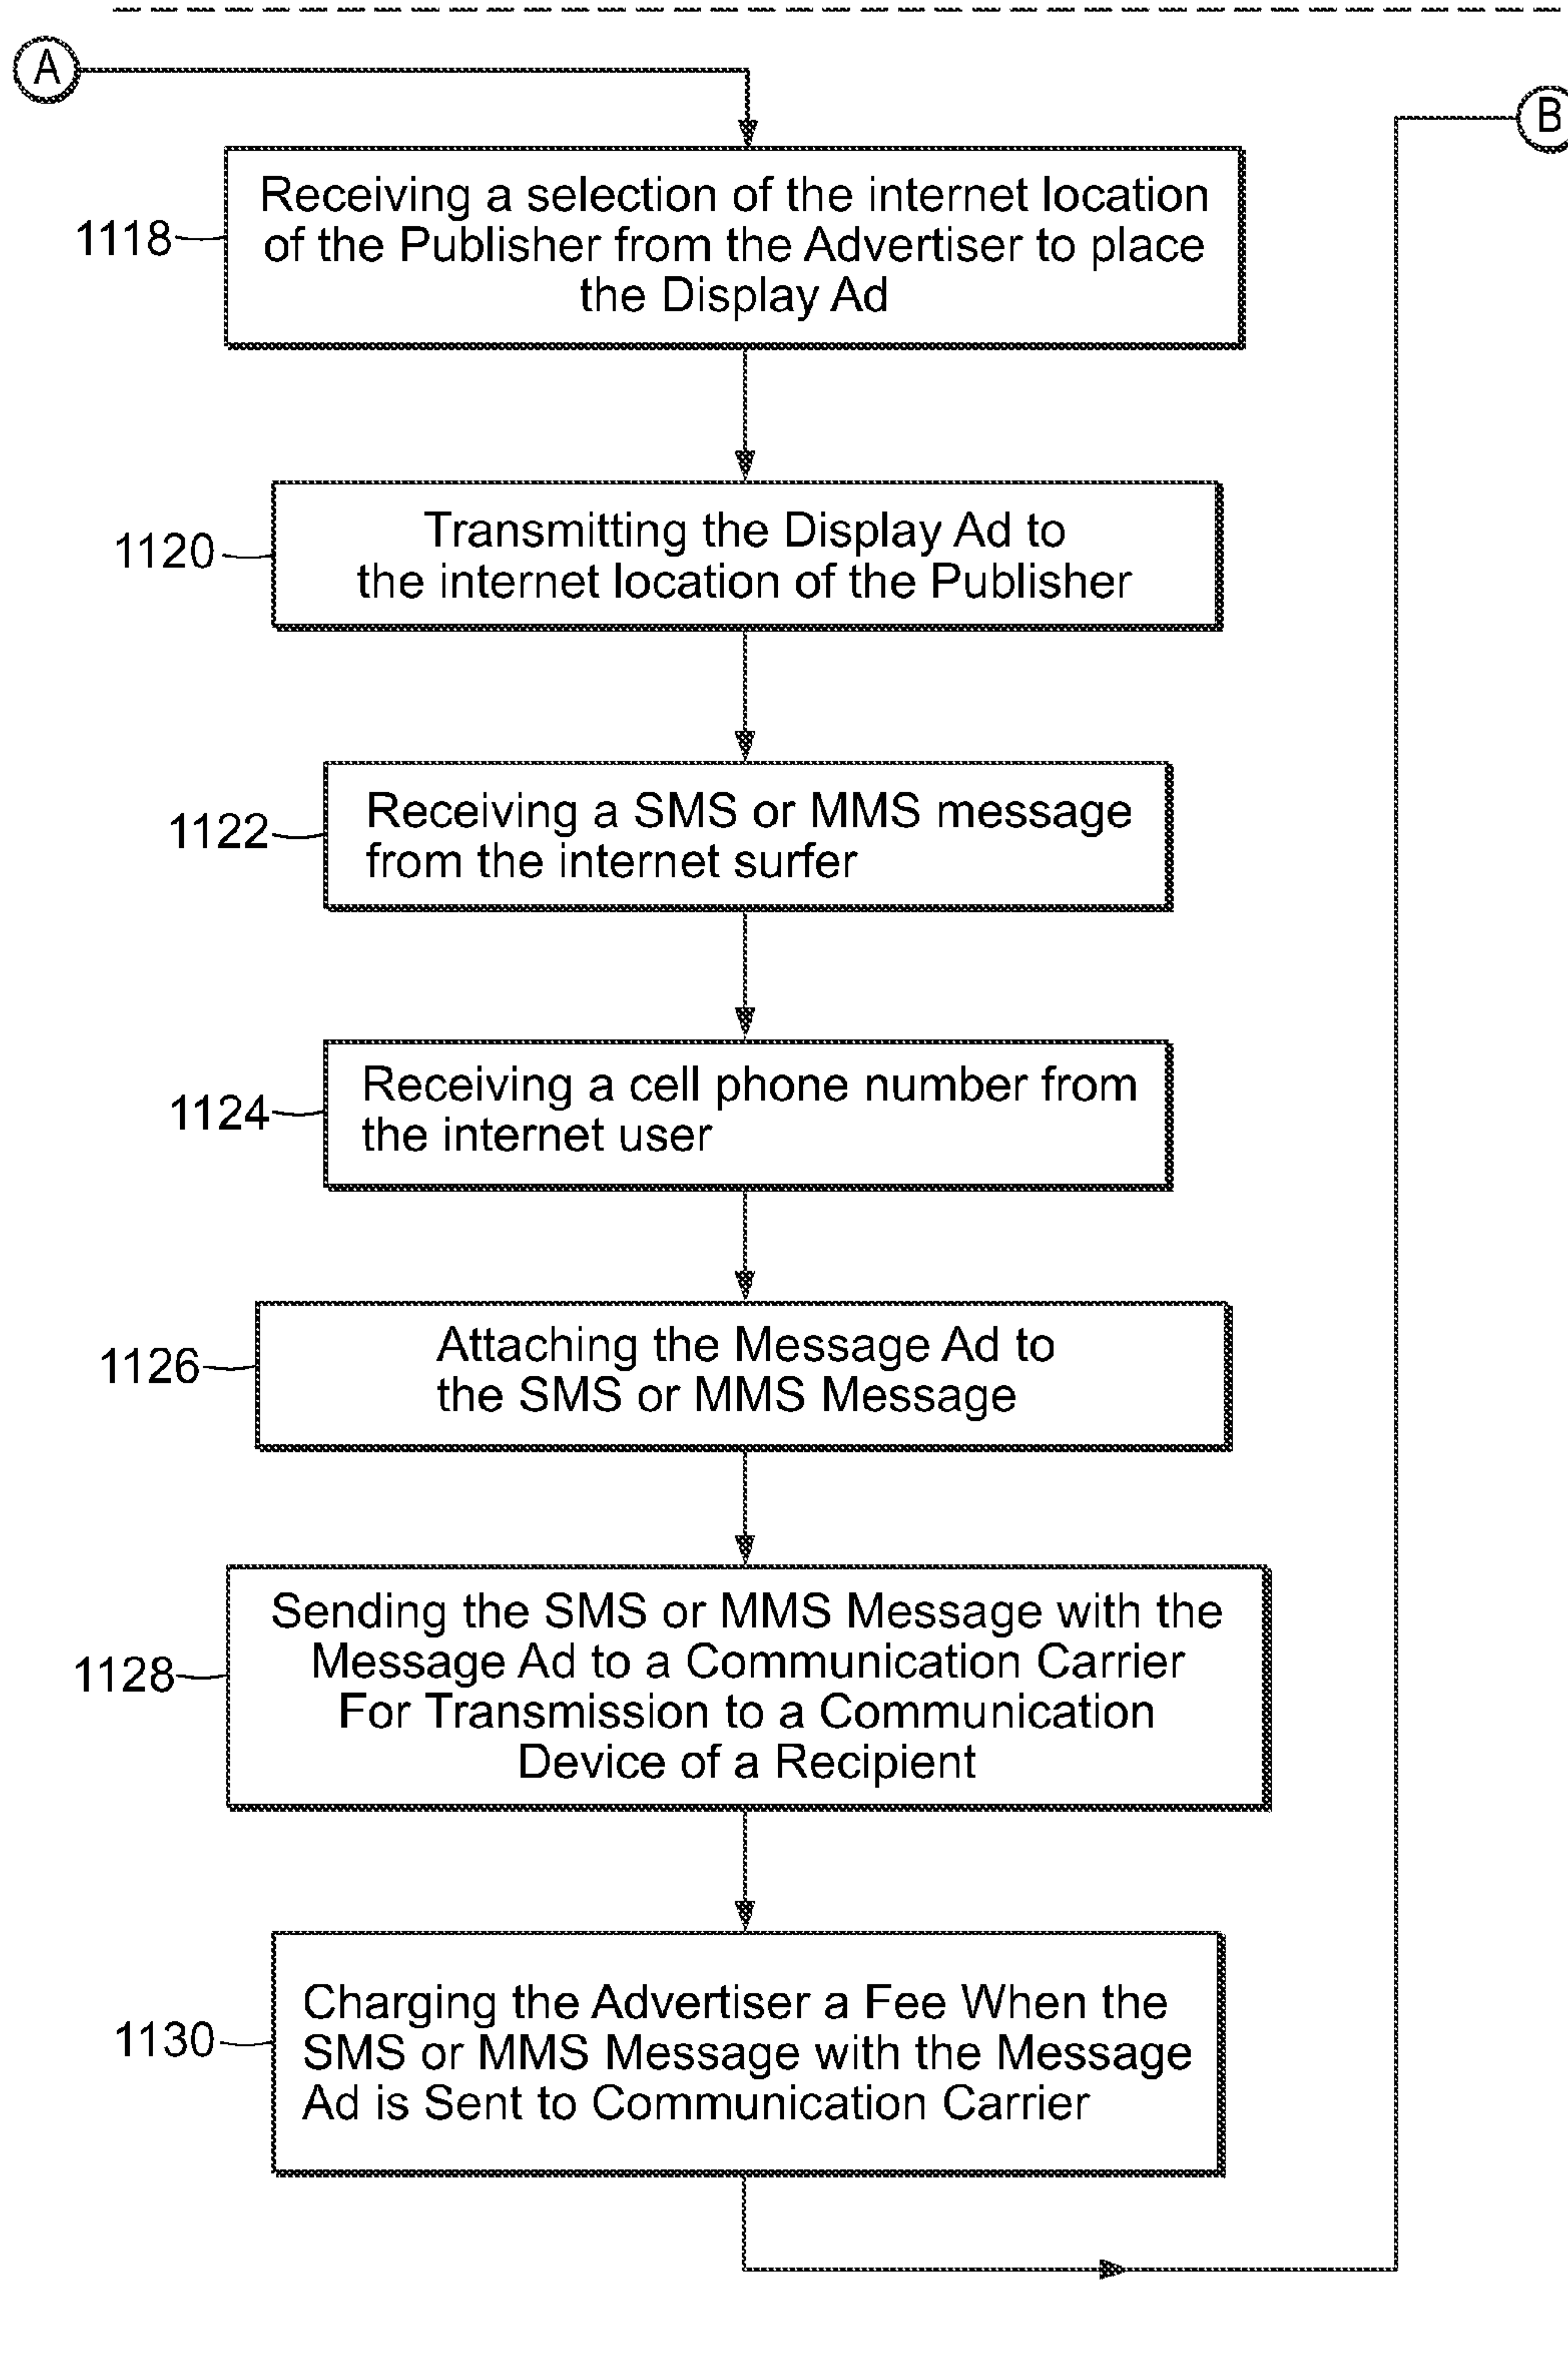 A
B
1118
Receiving a selection of the internet location
of the Publisher from the Advertiser to place
the Display Ad
1120
Transmitting the Display Ad to
the internet location of the Publisher
1122
Receiving a SMS or MMS message
from the internet surfer
1124
Receiving a cell phone number from
the internet user
1126
Attaching the Message Ad to
the SMS or MMS Message
1128
Sending the SMS or MMS Message with the
Message Ad to a Communication Carrier
For Transmission to a Communication
Device of a Recipient
1130
Charging the Advertiser a Fee When the
SMS or MMS Message with the Message
Ad is Sent to Communication Carrier